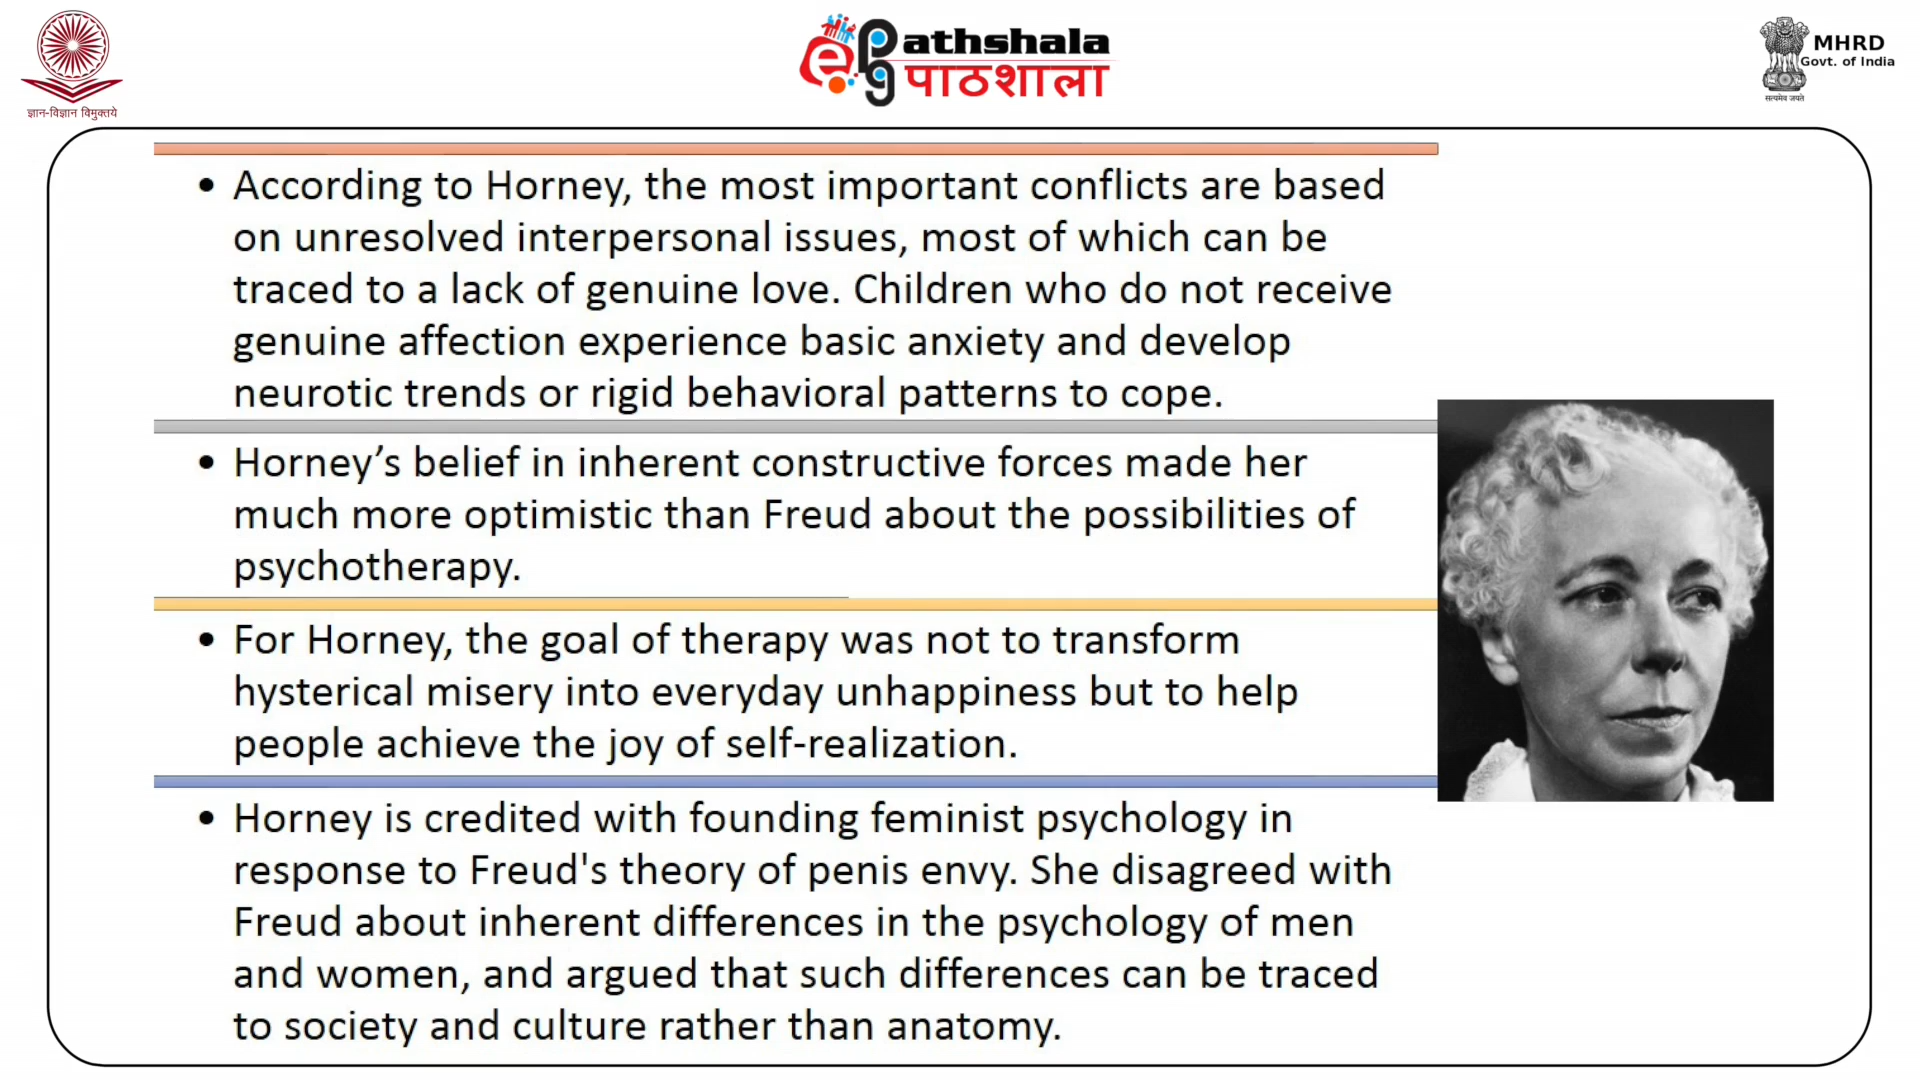 ज्ञान-विज्ञान विमुक्तये
e pg
athshala
पाठशाला
MHRD
Govt. of India
सत्यमेव जयते
• According to Horney, the most important conflicts are based
on unresolved interpersonal issues, most of which can be
traced to a lack of genuine love. Children who do not receive
genuine affection experience basic anxiety and develop
neurotic trends or rigid behavioral patterns to cope.
• Horney’s belief in inherent constructive forces made her
much more optimistic than Freud about the possibilities of
psychotherapy.
• For Horney, the goal of therapy was not to transform
hysterical misery into everyday unhappiness but to help
people achieve the joy of self-realization.
• Horney is credited with founding feminist psychology in
response to Freud's theory of penis envy. She disagreed with
Freud about inherent differences in the psychology of men
and women, and argued that such differences can be traced
to society and culture rather than anatomy.